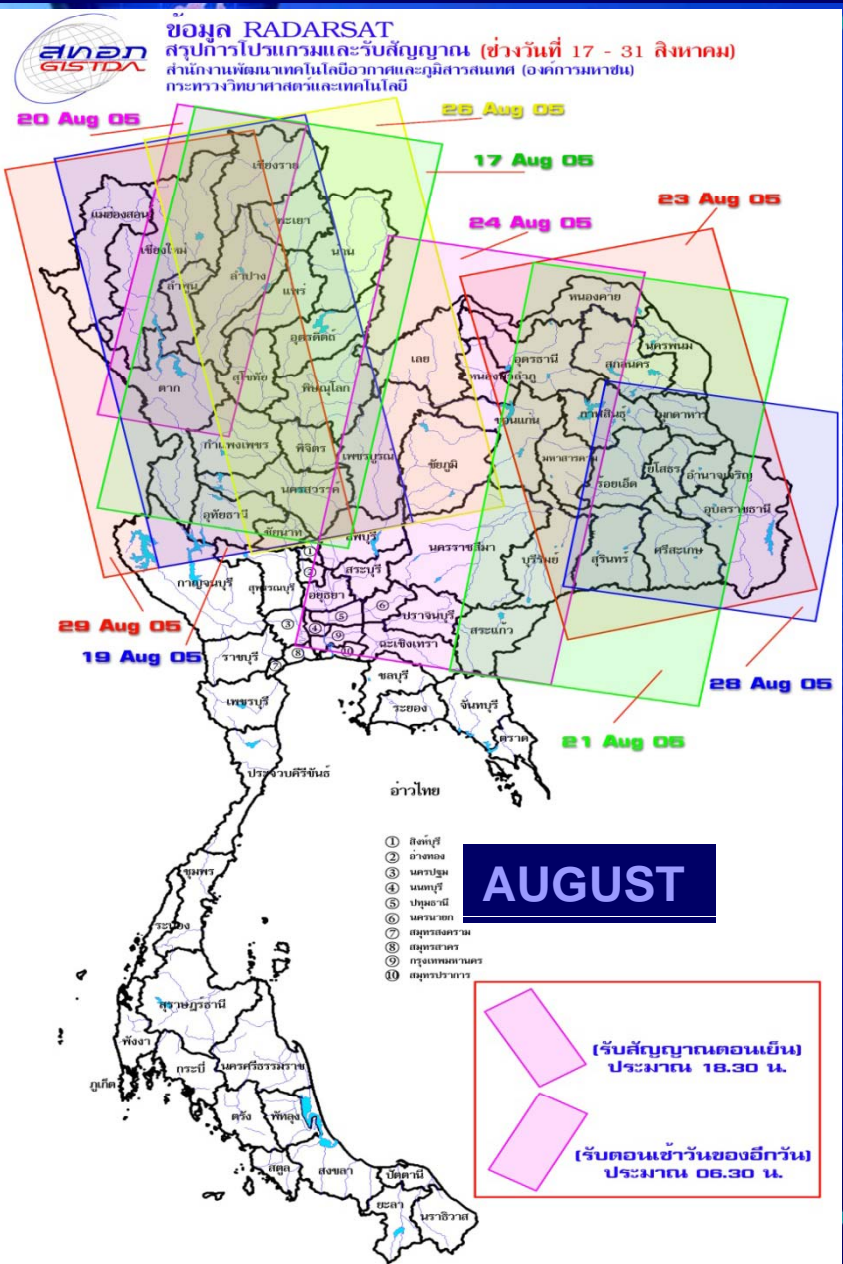 ข้อมูล RADARSAT
สรุปการโปรแกรมและรับสัญญาณ (ช่วงวันที่ 17 - 31 สิงหาคม)
สำนักงานพัฒนาเทคโนโลยีอวกาศและภูมิสารสนเทศ (องค์การมหาชน)
กระทรวงวิทยาศาสตร์และเทคโนโลยี
สทอภ
GISTDA
20 Aug 05
26 Aug 05
17 Aug 05
23 Aug 05
24 Aug 05
เชียงราย
แม่ฮ่องสอน
พะเยา
เชียงใหม่
น่าน
ลำปาง
ลำพูน
แพร่
หนองคาย
อุตรดิตถ์
นครพนม
เลย
อุดรธานี
สกลนคร
หนองบัวลำภู
สุโขทัย
ตาก
พิษณุโลก
กาฬสินธุ์
มุกดาหาร
ขอนแก่น
กำแพงเพชร
พิจิตร
เพชรบูรณ์
ชัยภูมิ
มหาสารคาม
ยโสธร
อำนาจเจริญ
ร้อยเอ็ด
นครสวรรค์
อุบลราชธานี
อุทัยธานี
ชัยนาท
ลพบุรี
นครราชสีมา
ศรีสะเกษ
บุรีรัมย์
สุรินทร์
①
②
สระบุรี
กาญจนบุรี
สุพรรณบุรี
อยุธยา
⑥
ปราจีนบุรี
⑤
③
④
สระแก้ว
29 Aug 05
⑨
ฉะเชิงเทรา
19 Aug 05
⑧
⑩
ราชบุรี
⑦
ชลบุรี
28 Aug 05
เพชรบุรี
ระยอง
จันทบุรี
ตราด
21 Aug 05
ประจวบคีรีขันธ์
อ่าวไทย
① สิงห์บุรี
② อ่างทอง
③ นครปฐม
④ นนทบุรี
⑤ ปทุมธานี
⑥ นครนายก
⑦ สมุทรสงคราม
⑧ สมุทรสาคร
⑨ กรุงเทพมหานคร
⑩ สมุทรปราการ
AUGUST
ชุมพร
ระนอง
สุราษฎร์ธานี
พังงา
กระบี่
นครศรีธรรมราช
ภูเก็ต
ตรัง
พัทลุง
สตูล
สงขลา
ปัตตานี
ยะลา
นราธิวาส
(รับสัญญาณตอนเย็น)
ประมาณ 18.30 น.
(รับตอนเช้าวันของอีกวัน)
ประมาณ 06.30 น.